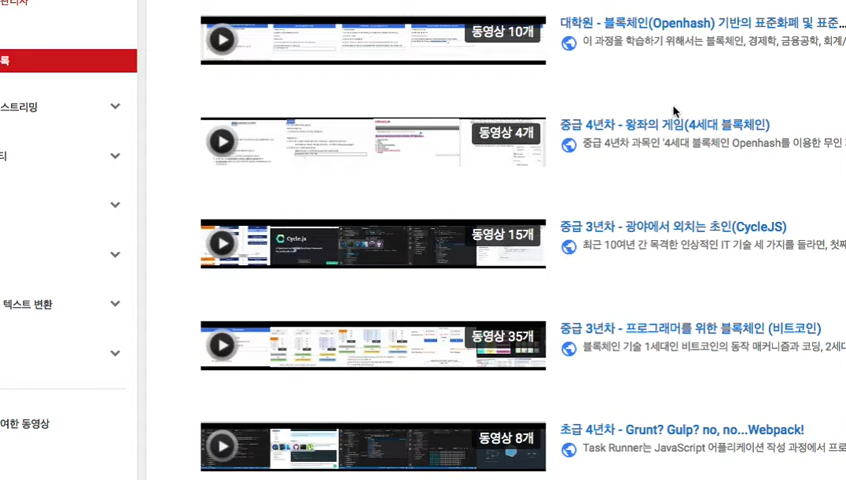 관리자
록
스트리밍
티
텍스트 변환
여한 동영상
동영상 10개
대학원 - 블록체인(Openhash) 기반의 표준화폐 및 표준...
이 과정을 학습하기 위해서는 블록체인, 경제학, 금융공학, 회계/
동영상 4개
중급 4년차 - 왕좌의 게임(4세대 블록체인)
중급 4년차 과목인 '4세대 블록체인 Openhash를 이용한 무인
동영상 15개
Cycle.js
중급 3년차 - 광야에서 외치는 초인(CycleJS)
최근 10여년 간 목격한 인상적인 IT 기술 세 가지를 들라면, 첫째
동영상 35개
중급 3년차 - 프로그래머를 위한 블록체인 (비트코인)
블록체인 기술 1세대인 비트코인의 동작 매커니즘과 코딩, 2세대
동영상 8개
초급 4년차 - Grunt? Gulp? no, no...Webpack!
Task Runner는 JavaScript 어플리케이션 작성 과정에서 프로